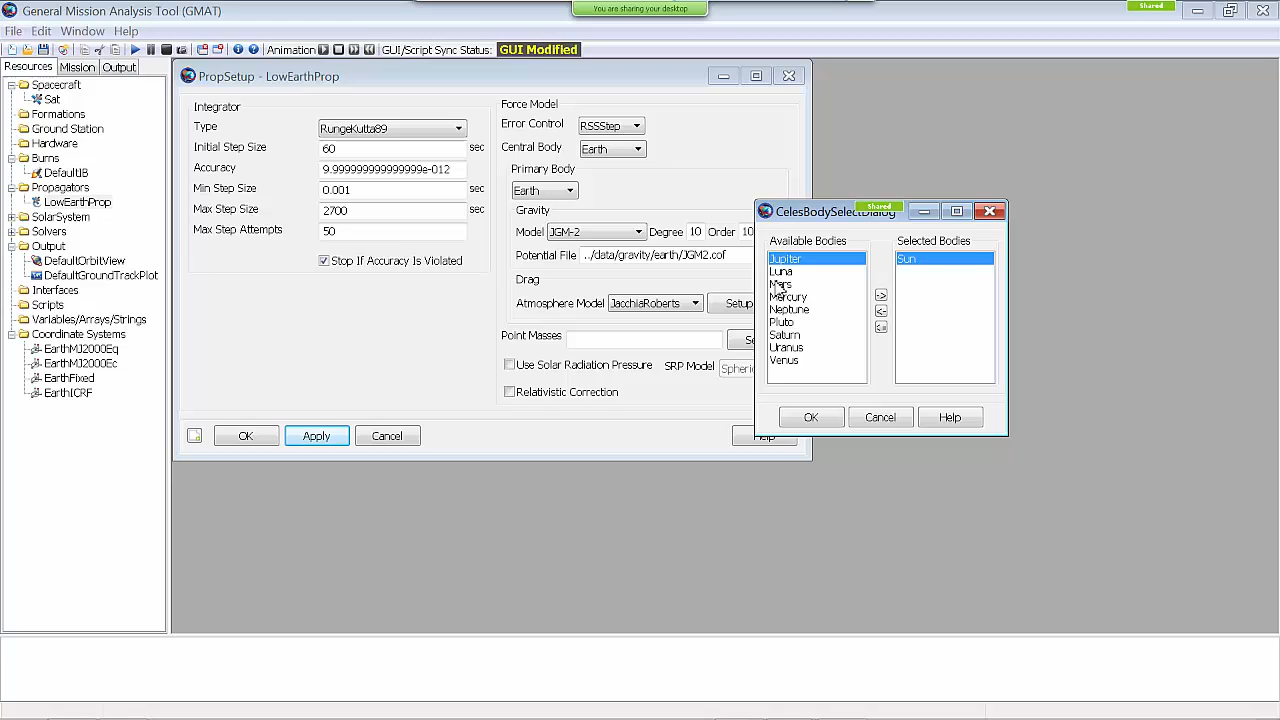 You are sharing your desktop
Shared
General Mission Analysis Tool (GMAT)
File Edit Window Help
Animation GUI/Script Sync Status: GUI Modified
Resources Mission Output
Spacecraft
Sat
Formations
Ground Station
Hardware
Burns
DefaultIB
Propagators
LowEarthProp
SolarSystem
Solvers
Output
DefaultOrbitView
DefaultGroundTrackPlot
Interfaces
Scripts
Variables/Arrays/Strings
Coordinate Systems
EarthMJ2000Eq
EarthMJ2000Ec
EarthFixed
EarthICRF
PropSetup - LowEarthProp
Integrator
Type RungeKutta89
Initial Step Size 60 sec
Accuracy 9.999999999999999e-012
Min Step Size 0.001 sec
Max Step Size 2700 sec
Max Step Attempts 50
Stop If Accuracy Is Violated
Force Model
Error Control RSSStep
Central Body Earth
Primary Body
Earth
Gravity
Model JGM-2 Degree 10 Order 10
Potential File ../data/gravity/earth/JGM2.cof
Drag
Atmosphere Model JacchiaRoberts Setup
Point Masses
Use Solar Radiation Pressure SRP Model
Relativistic Correction
OK Apply Cancel Help
Shared
CelesBodySelectDialog
Available Bodies Selected Bodies
Jupiter Sun
Luna
Mars
Mercury
Neptune
Pluto
Saturn
Uranus
Venus
->
<-
<=
OK Cancel Help